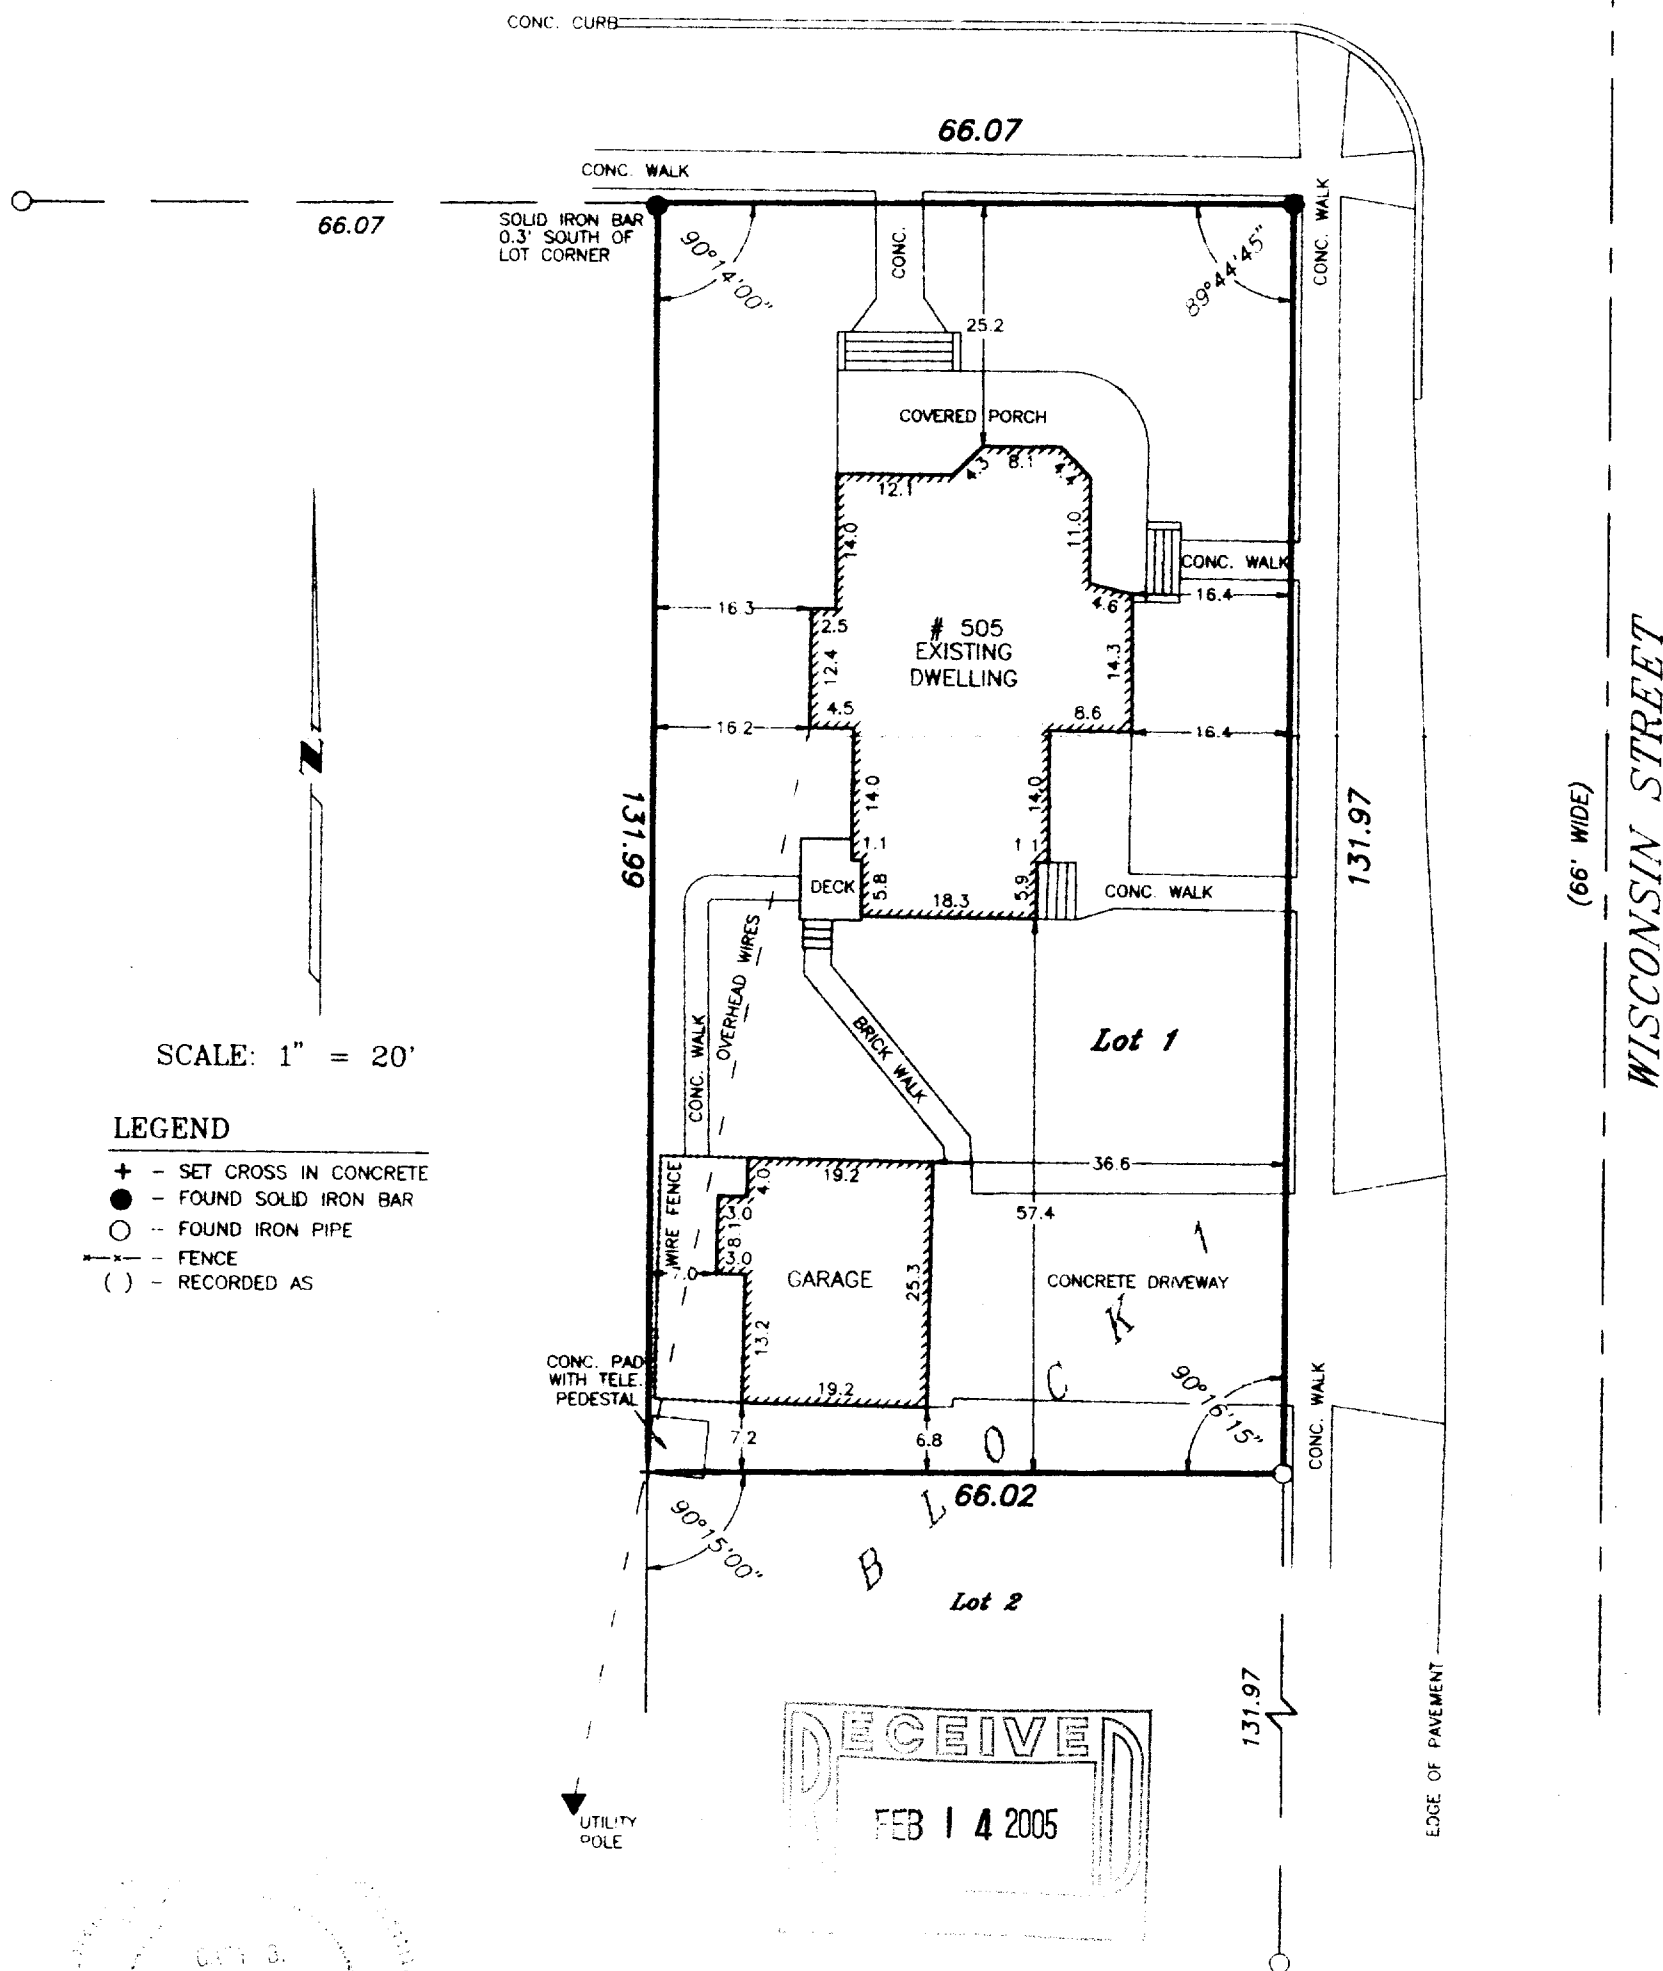 CONC. CURB
66.07
CONC. WALK
66.07
SOLID IRON BAR
0.3' SOUTH OF
LOT CORNER
90°14'00"
CONC.
89°44'45"
CONC. WALK
25.2
COVERED PORCH
4.3
8.1
4.4
12.1
14.0
11.0
CONC. WALK
16.3
2.5
4.6
16.4
# 505
EXISTING
DWELLING
12.4
14.3
4.5
8.6
16.2
16.4
N
131.99
14.0
14.0
131.97
(66' WIDE)
WISCONSIN STREET
1.1
1.1
DECK
5.8
18.3
5.9
CONC. WALK
OVERHEAD WIRES
CONC. WALK
BRICK WALK
Lot 1
SCALE: 1" = 20'
LEGEND
+ - SET CROSS IN CONCRETE
● - FOUND SOLID IRON BAR
○ - FOUND IRON PIPE
x—x— - FENCE
( ) - RECORDED AS
WIRE FENCE
4.0
19.2
36.6
3.0
57.4
8.1
3.0
7.0
GARAGE
25.3
CONCRETE DRIVEWAY
13.2
CONC. PAD
WITH TELE.
PEDESTAL
19.2
90°16'15"
CONC. WALK
7.2
6.8
66.02
BLOCK 1
90°15'00"
Lot 2
131.97
EDGE OF PAVEMENT
RECEIVED
FEB 14 2005
UTILITY
POLE